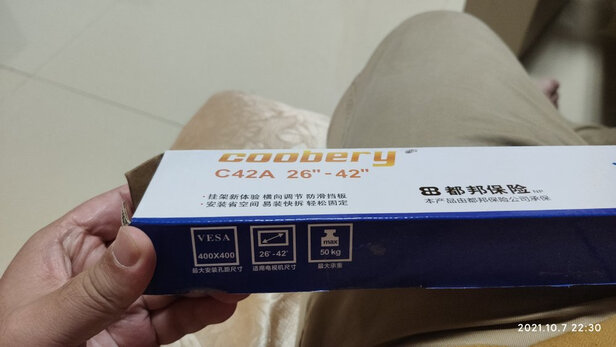 coobery
C42A 26"-42"
·挂架新体验 横向调节 防滑挡板
·安装省空间 易装快拆 轻松固定
都邦保险
本产品由都邦保险公司承保
VESA
400X400
最大安装孔距尺寸
26"-42"
适用电视机尺寸
max
50 kg
最大承重
2021.10.7 22:30